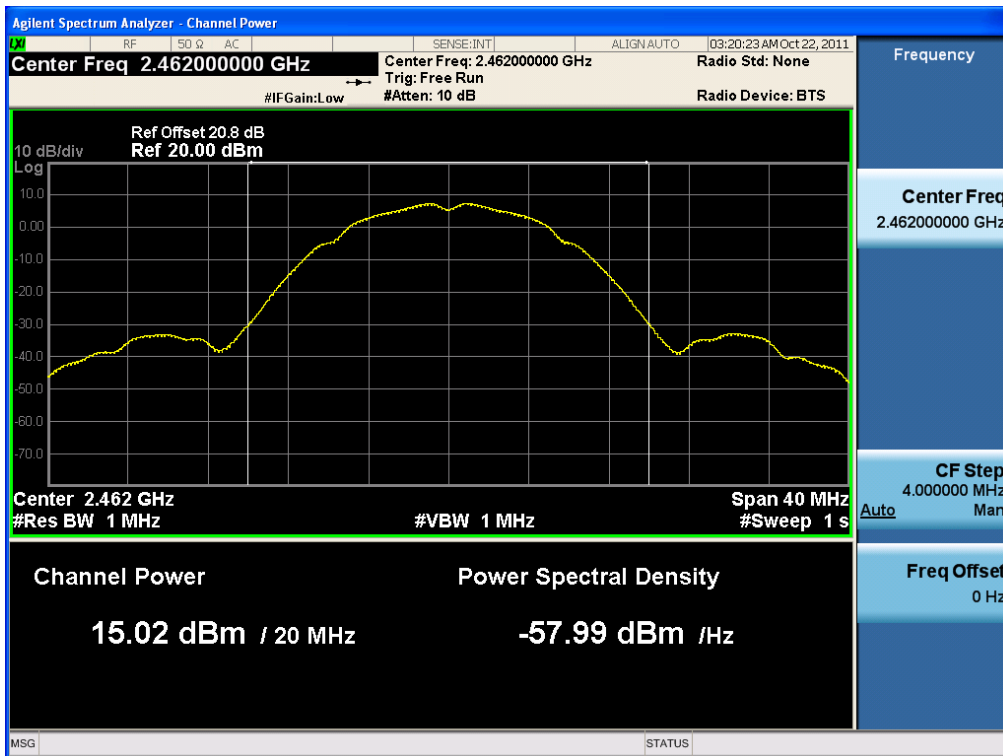 Agilent Spectrum Analyzer - Channel Power
LXI RF 50 Ω AC SENSE:INT ALIGN AUTO 03:20:23 AM Oct 22, 2011
Center Freq 2.462000000 GHz
Center Freq: 2.462000000 GHz
Radio Std: None
Trig: Free Run
#IFGain:Low
#Atten: 10 dB
Radio Device: BTS
Frequency
Ref Offset 20.8 dB
10 dB/div Ref 20.00 dBm
Log
10.0
0.00
-10.0
-20.0
-30.0
-40.0
-50.0
-60.0
-70.0
Center 2.462 GHz
Span 40 MHz
#Res BW 1 MHz
#VBW 1 MHz
#Sweep 1 s
Channel Power
Power Spectral Density
15.02 dBm / 20 MHz
-57.99 dBm /Hz
Center Freq
2.462000000 GHz
CF Step
4.000000 MHz
Auto Man
Freq Offset
0 Hz
MSG
STATUS